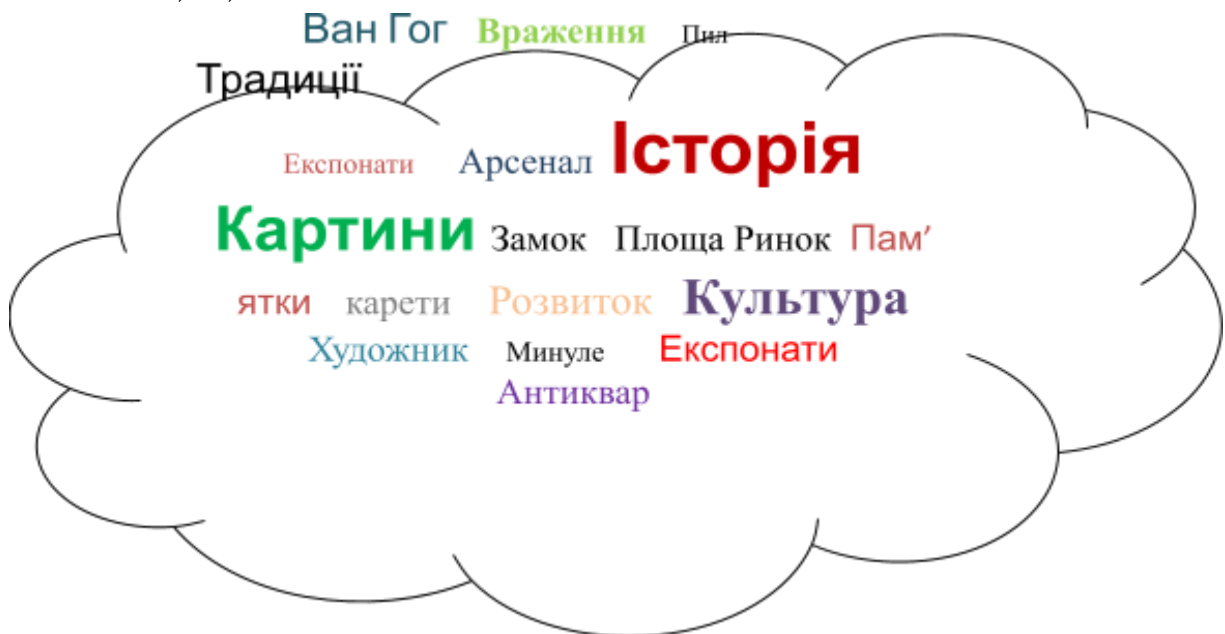 Ван Гог Враження Пил
Традиції
Експонати Арсенал Історія
Картини Замок Площа Ринок Пам’
ятки карети Розвиток Культура
Художник Минуле Експонати
Антиквар